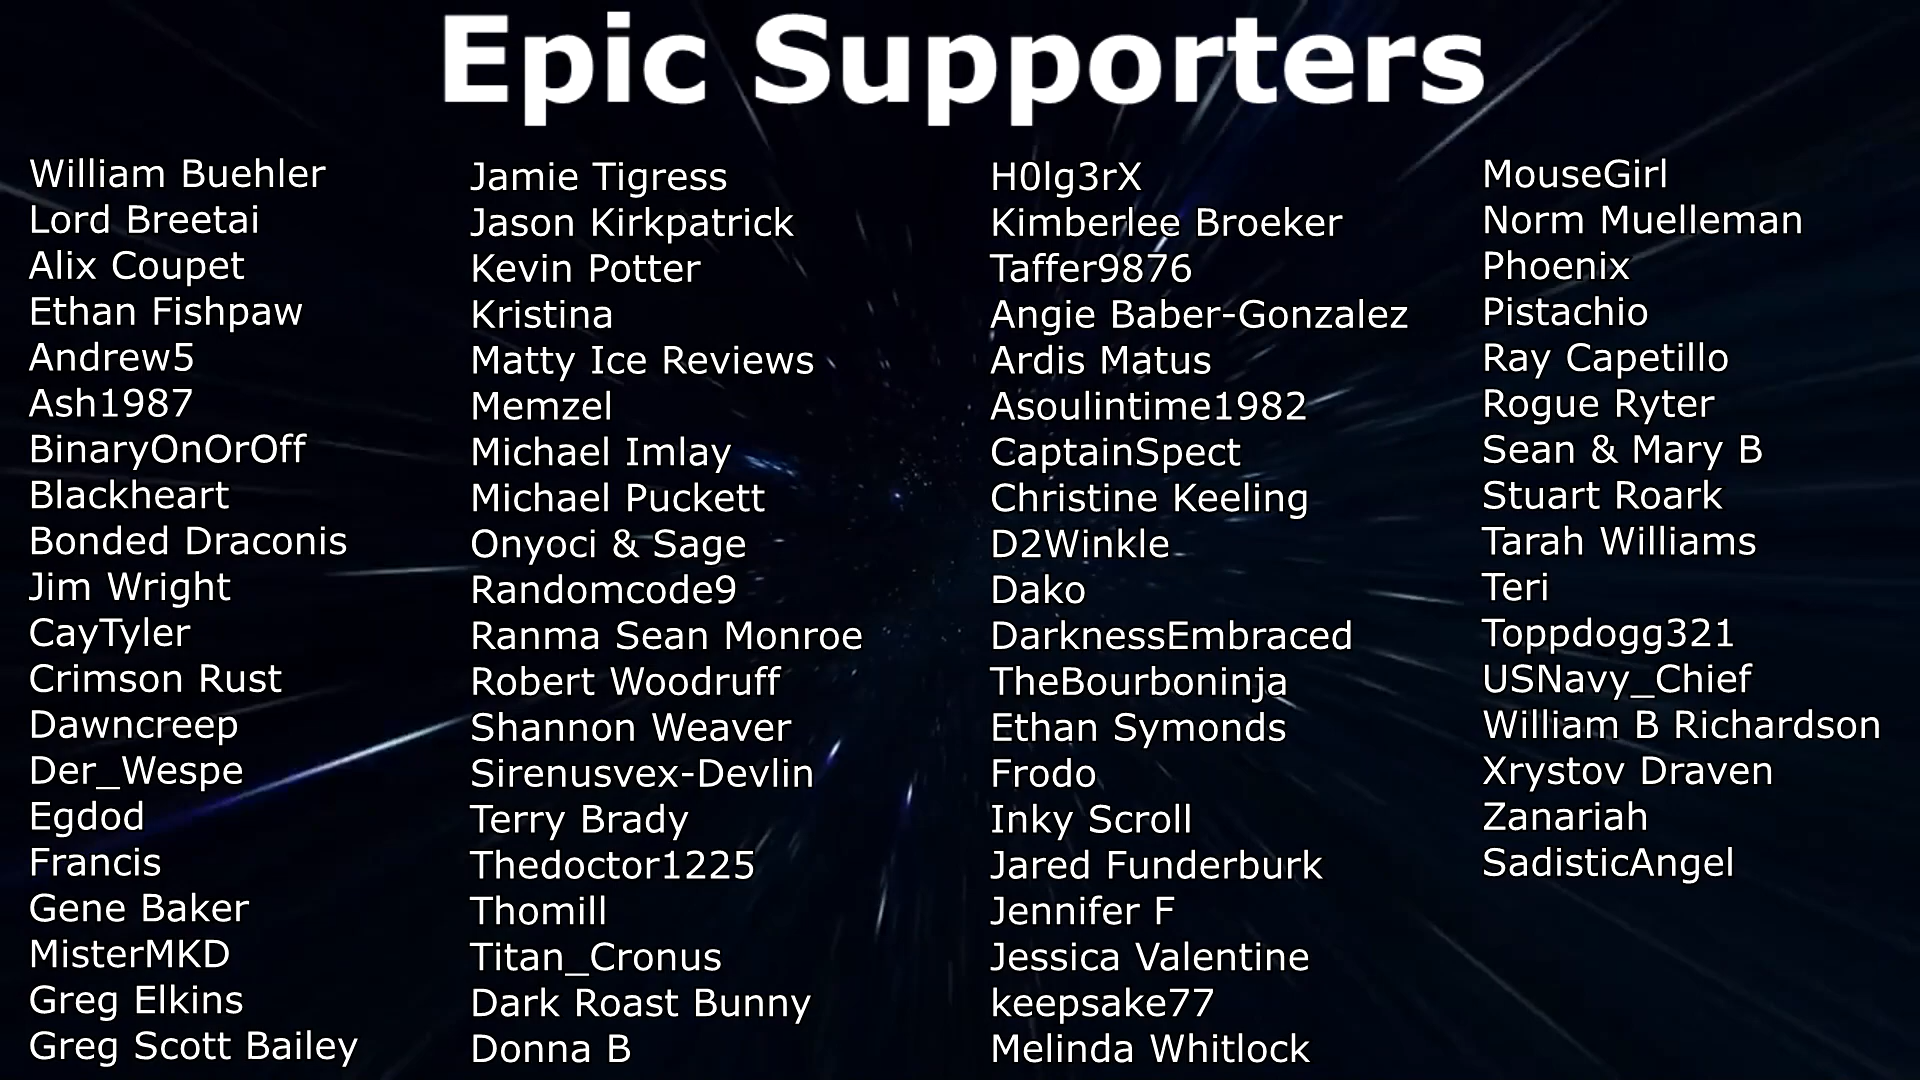 Epic Supporters
William Buehler
Lord Breetai
Alix Coupet
Ethan Fishpaw
Andrew5
Ash1987
BinaryOnOrOff
Blackheart
Bonded Draconis
Jim Wright
CayTyler
Crimson Rust
Dawncreep
Der_Wespe
Egdod
Francis
Gene Baker
MisterMKD
Greg Elkins
Greg Scott Bailey
Jamie Tigress
Jason Kirkpatrick
Kevin Potter
Kristina
Matty Ice Reviews
Memzel
Michael Imlay
Michael Puckett
Onyoci & Sage
Randomcode9
Ranma Sean Monroe
Robert Woodruff
Shannon Weaver
Sirenusvex-Devlin
Terry Brady
Thedoctor1225
Thomill
Titan_Cronus
Dark Roast Bunny
Donna B
H0lg3rX
Kimberlee Broeker
Taffer9876
Angie Baber-Gonzalez
Ardis Matus
Asoulintime1982
CaptainSpect
Christine Keeling
D2Winkle
Dako
DarknessEmbraced
TheBourboninja
Ethan Symonds
Frodo
Inky Scroll
Jared Funderburk
Jennifer F
Jessica Valentine
keepsake77
Melinda Whitlock
MouseGirl
Norm Muelleman
Phoenix
Pistachio
Ray Capetillo
Rogue Ryter
Sean & Mary B
Stuart Roark
Tarah Williams
Teri
Toppdogg321
USNavy_Chief
William B Richardson
Xrystov Draven
Zanariah
SadisticAngel